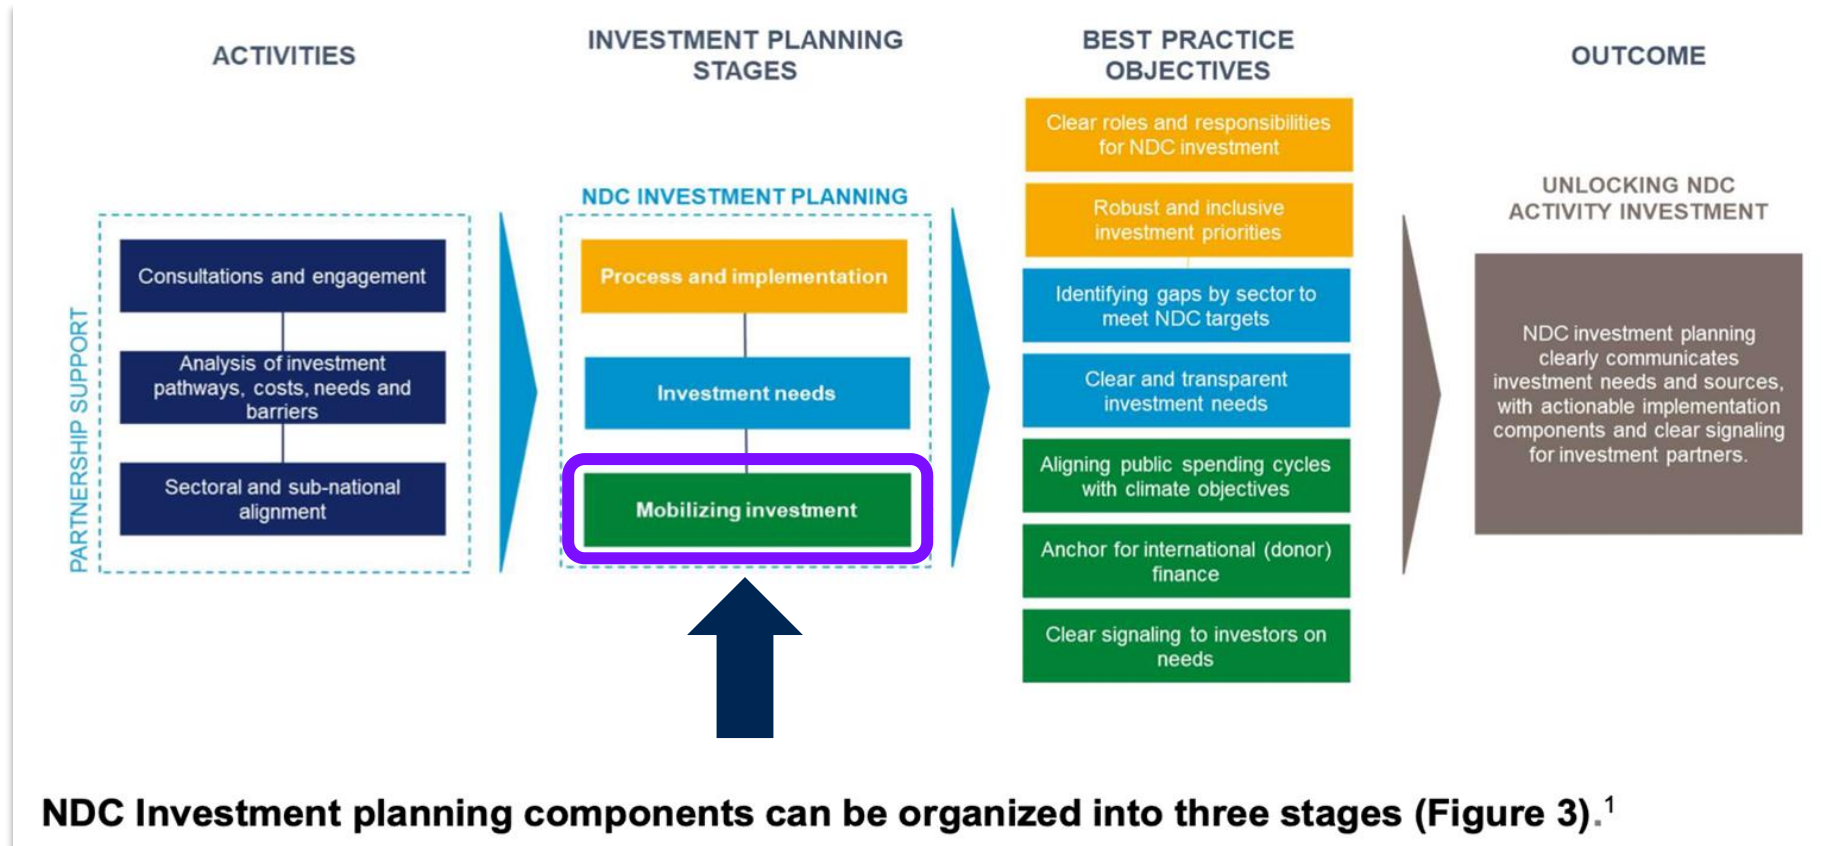 ACTIVITIES
INVESTMENT PLANNING
STAGES
BEST PRACTICE
OBJECTIVES
OUTCOME
PARTNERSHIP SUPPORT
Consultations and engagement
Analysis of investment
pathways, costs, needs and
barriers
Sectoral and sub-national
alignment
NDC INVESTMENT PLANNING
Process and implementation
Investment needs
Mobilizing investment
Clear roles and responsibilities
for NDC investment
Robust and inclusive
investment priorities
Identifying gaps by sector to
meet NDC targets
Clear and transparent
investment needs
Aligning public spending cycles
with climate objectives
Anchor for international (donor)
finance
Clear signaling to investors on
needs
UNLOCKING NDC
ACTIVITY INVESTMENT
NDC investment planning
clearly communicates
investment needs and sources,
with actionable implementation
components and clear signaling
for investment partners.
NDC Investment planning components can be organized into three stages (Figure 3).¹